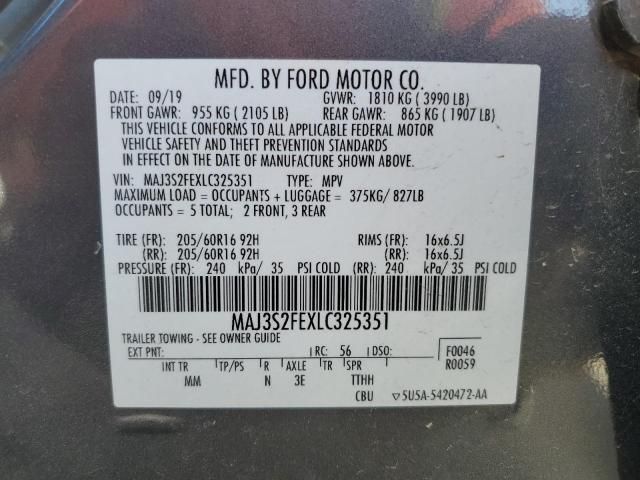 MFD. BY FORD MOTOR CO.
DATE: 09/19 GVWR: 1810 KG ( 3990 LB)
FRONT GAWR: 955 KG ( 2105 LB) REAR GAWR: 865 KG ( 1907 LB)
THIS VEHICLE CONFORMS TO ALL APPLICABLE FEDERAL MOTOR
VEHICLE SAFETY AND THEFT PREVENTION STANDARDS
IN EFFECT ON THE DATE OF MANUFACTURE SHOWN ABOVE.
VIN: MAJ3S2FEXLC325351 TYPE: MPV
MAXIMUM LOAD = OCCUPANTS + LUGGAGE = 375KG/ 827LB
OCCUPANTS = 5 TOTAL; 2 FRONT, 3 REAR
TIRE (FR): 205/60R16 92H RIMS (FR): 16x6.5J
(RR): 205/60R16 92H (RR): 16x6.5J
PRESSURE (FR): 240 kPa/ 35 PSI COLD (RR): 240 kPa/ 35 PSI COLD
MAJ3S2FEXLC325351
TRAILER TOWING - SEE OWNER GUIDE
EXT PNT: RC: 56 DSO: F0046
R0059
INT TR TP/PS R AXLE TR SPR
MM N 3E TTHH
CBU ▽5U5A-5420472-AA